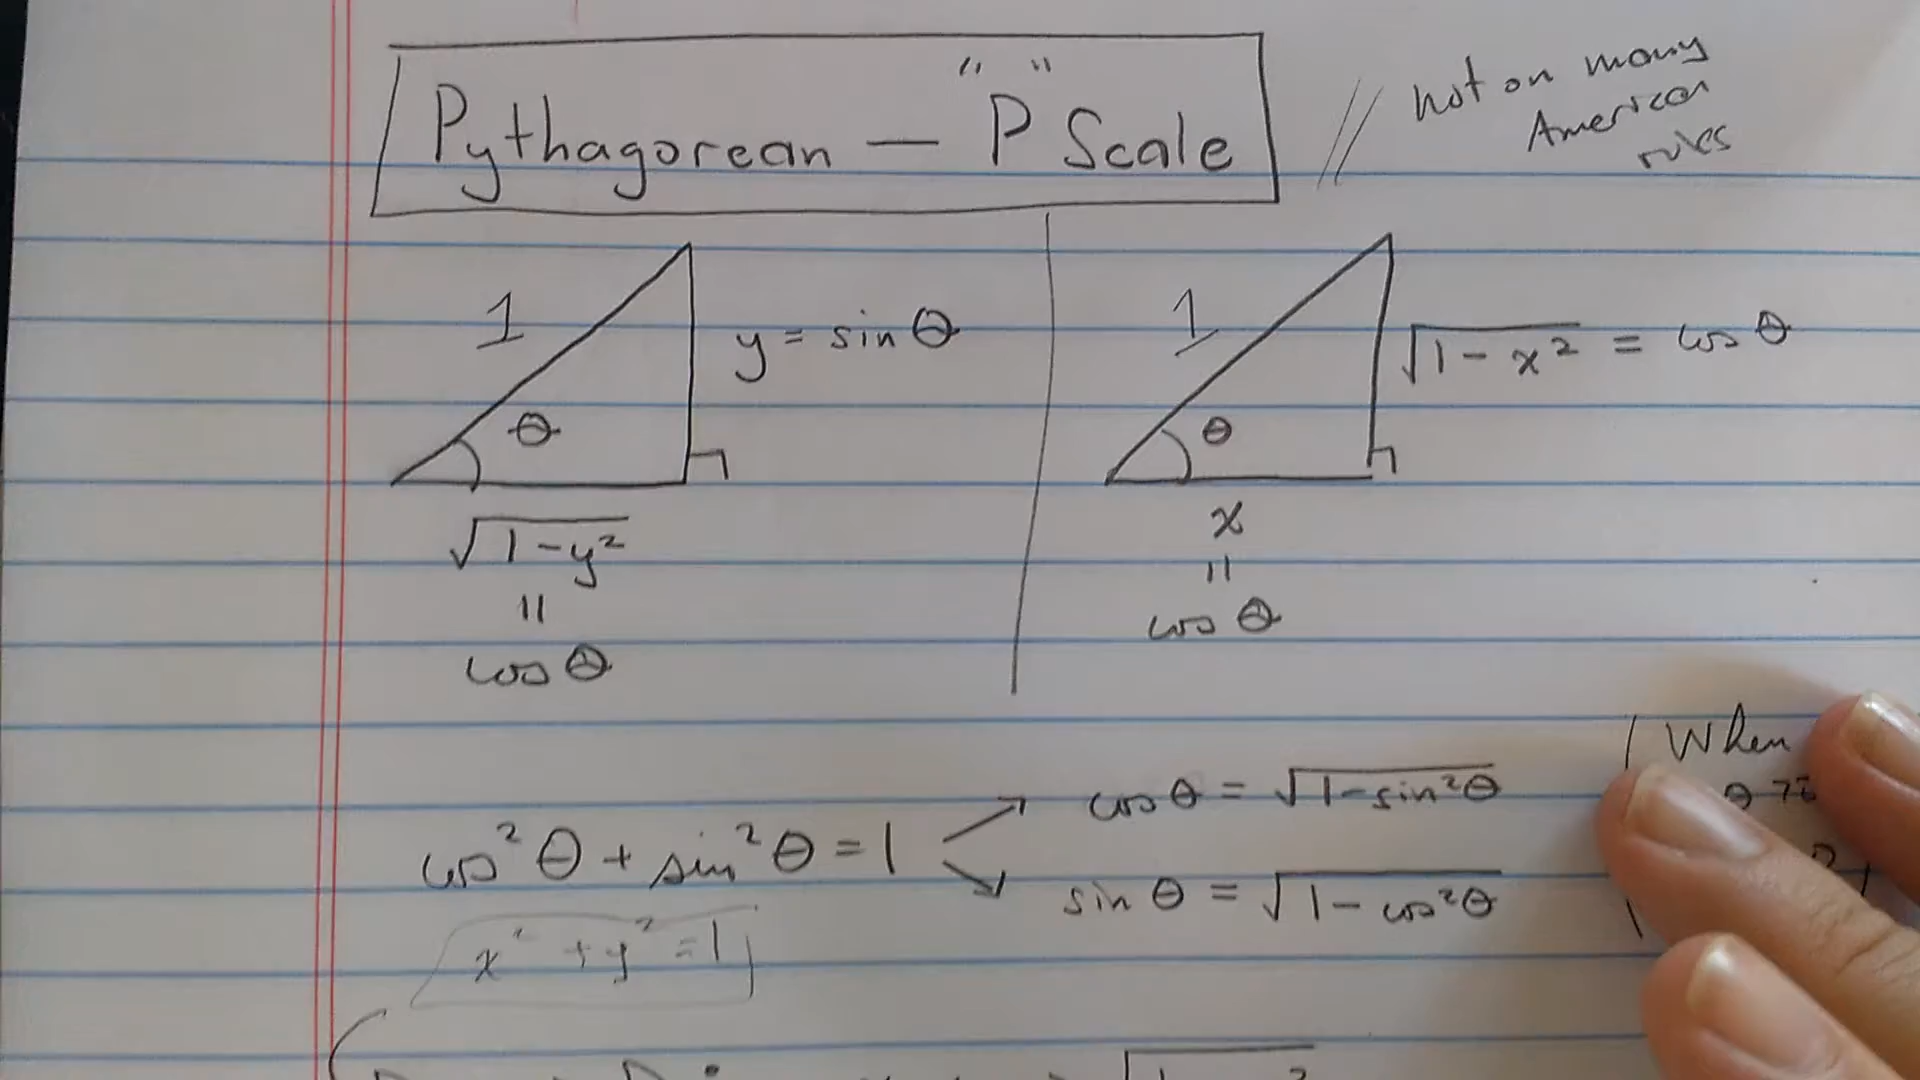 Pythagorean — "P" Scale
// not on many
American
rules
1
y = sin θ
θ
√1-y²
=
cos θ
1
√1-x² = cos θ
θ
x
=
cos θ
When
cos²θ + sin²θ = 1
cos θ = √1-sin²θ
sin θ = √1-cos²θ
x² + y² = 1